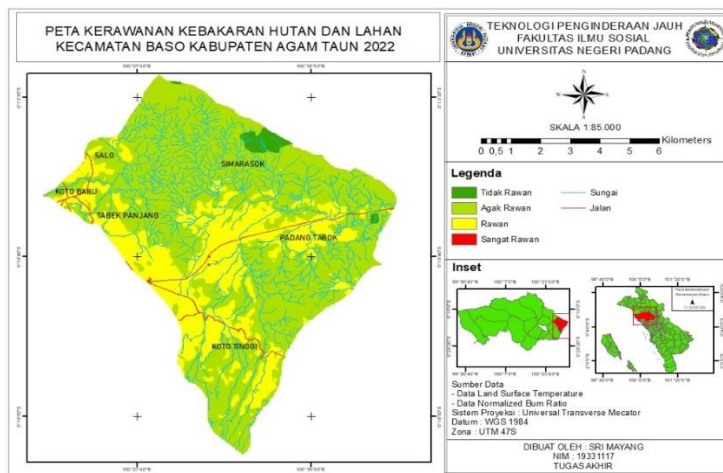 PETA KERAWANAN KEBAKARAN HUTAN DAN LAHAN
KECAMATAN BASO KABUPATEN AGAM TAUN 2022
SALO
SIMARASOK
KOTO BARU
TABEK PANJANG
PADANG TAROK
KOTO TINGGI
TEKNOLOGI PENGINDERAAN JAUH
FAKULTAS ILMU SOSIAL
UNIVERSITAS NEGERI PADANG
N
W
E
S
SKALA 1:85.000
Kilometers
0 0,5 1 2 3 4 5 6
Legenda
Tidak Rawan
Agak Rawan
Rawan
Sangat Rawan
Sungai
Jalan
Inset
Sumber Data
- Data Land Surface Temperature
- Data Normalized Burn Ratio
Sistem Proyeksi : Universal Transverse Mecator
Datum : WGS 1984
Zona : UTM 47S
DIBUAT OLEH : SRI MAYANG
NIM : 19331117
TUGAS AKHIR